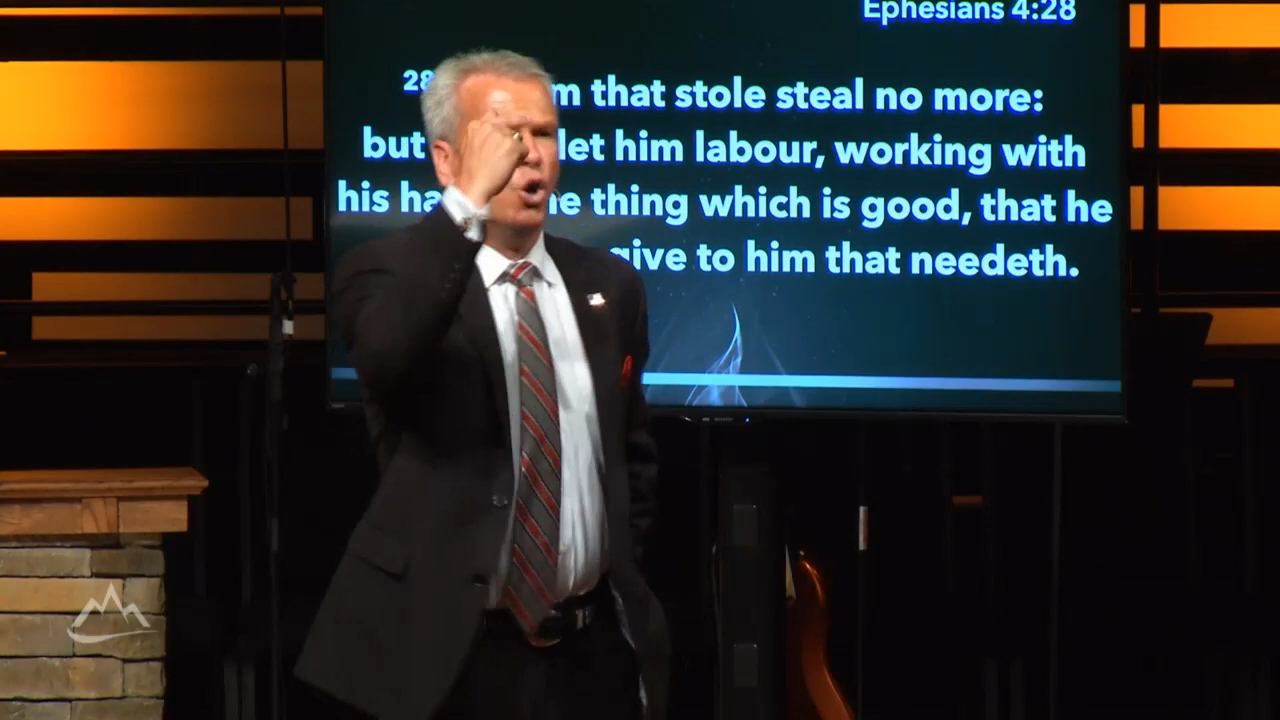 Ephesians 4:28
28 m that stole steal no more:
but let him labour, working with
his ha e thing which is good, that he
give to him that needeth.